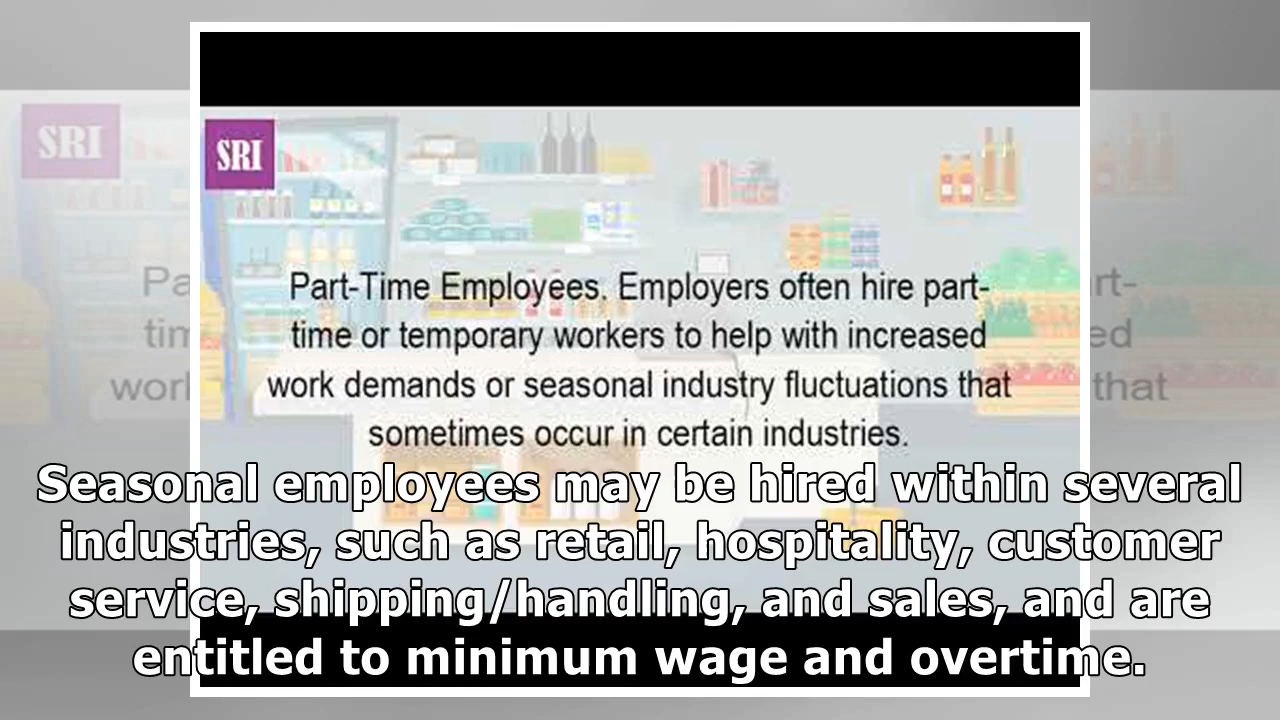 SRI
SRI
Part-Time Employees. Employers often hire part-
time or temporary workers to help with increased
work demands or seasonal industry fluctuations that
sometimes occur in certain industries.
Seasonal employees may be hired within several
industries, such as retail, hospitality, customer
service, shipping/handling, and sales, and are
entitled to minimum wage and overtime.